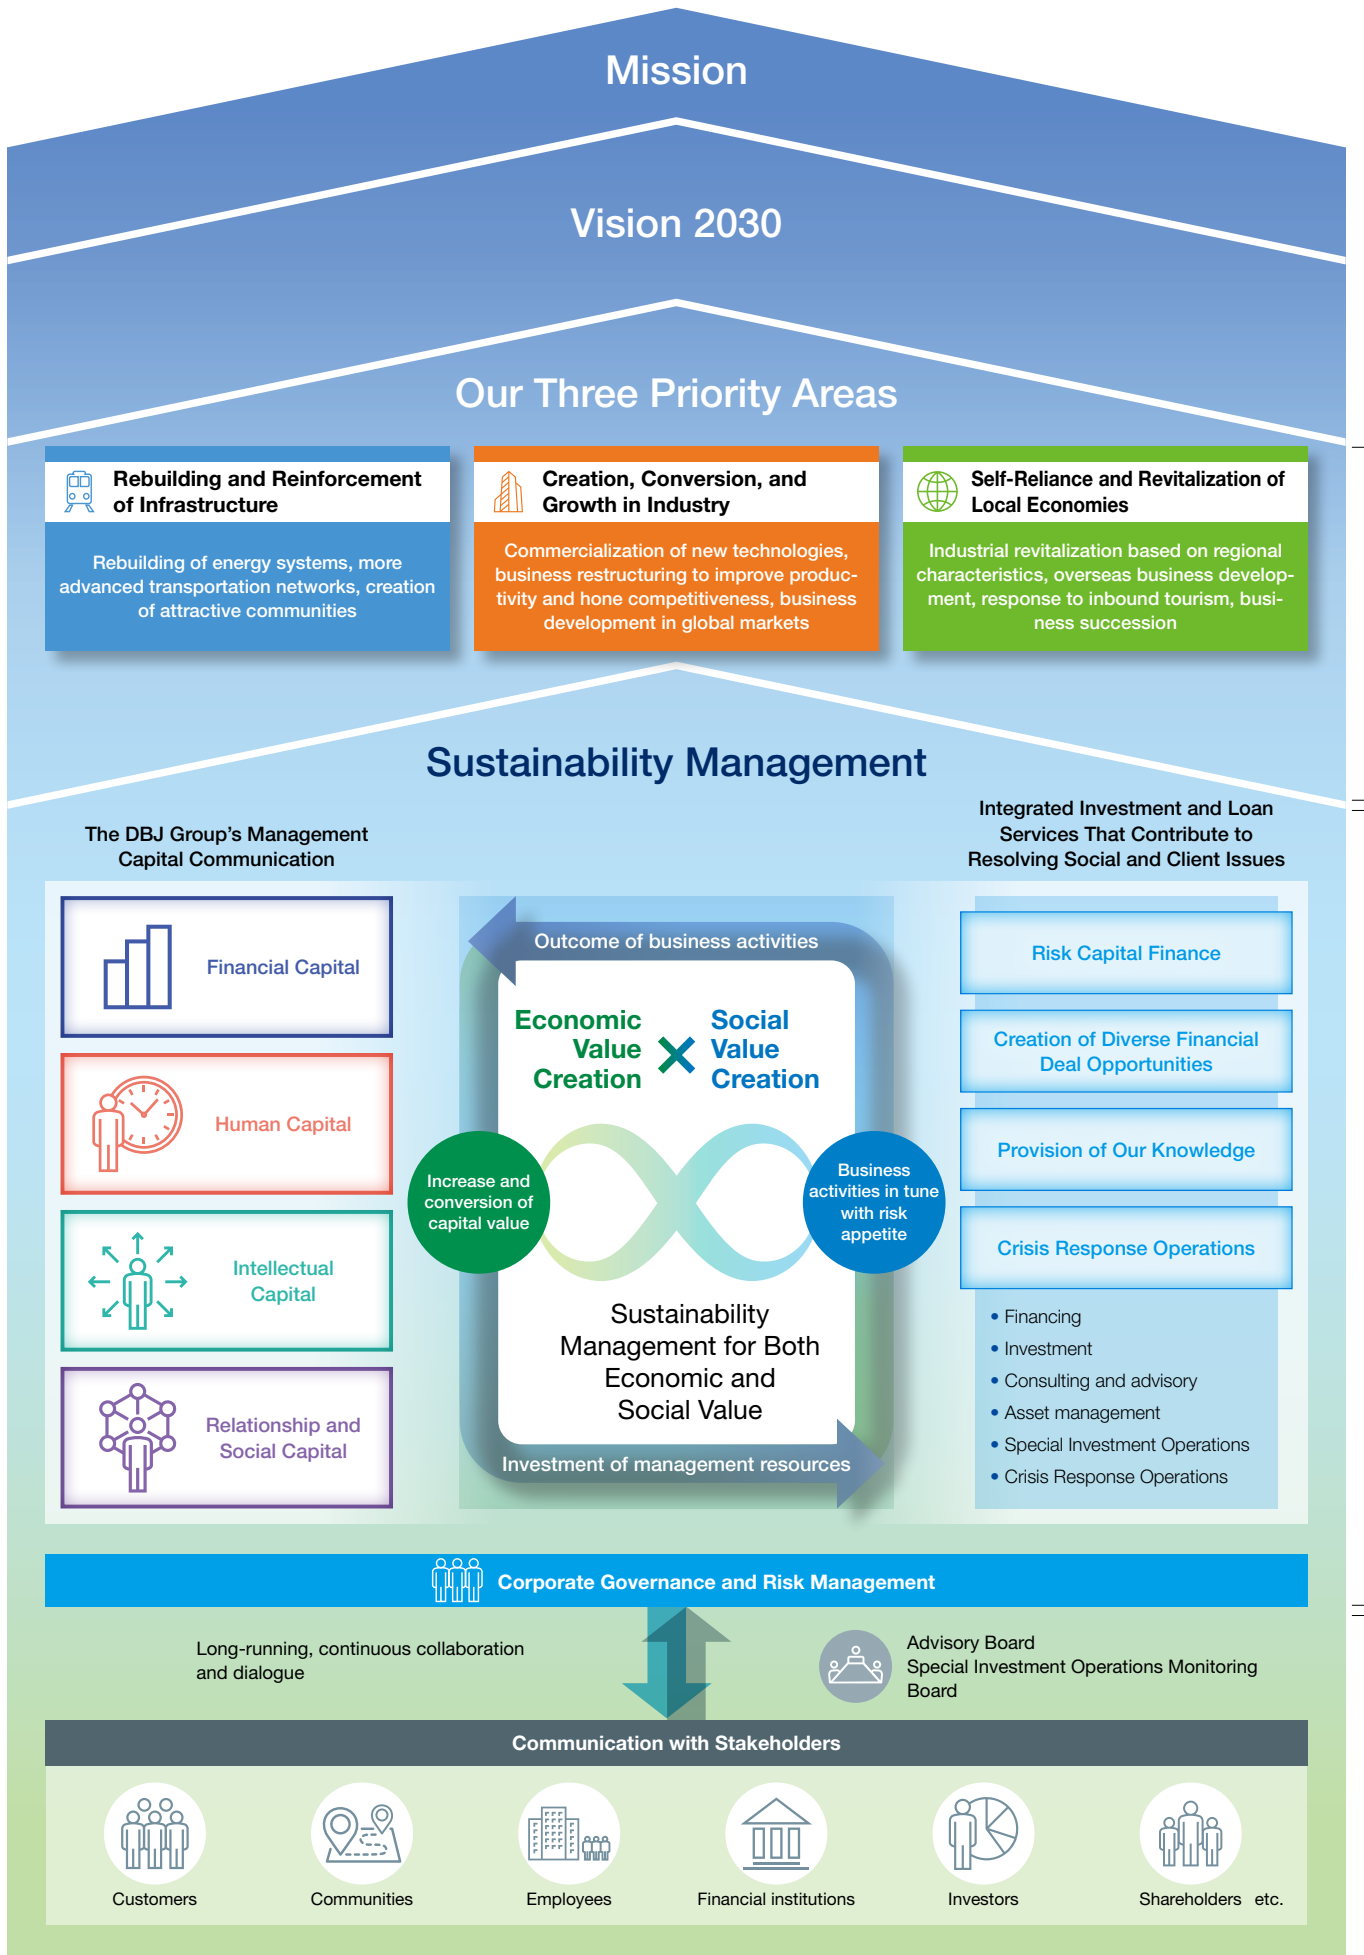 Mission
Vision 2030
Our Three Priority Areas
Rebuilding and Reinforcement
of Infrastructure
Rebuilding of energy systems, more
advanced transportation networks, creation
of attractive communities
Creation, Conversion, and
Growth in Industry
Commercialization of new technologies,
business restructuring to improve produc-
tivity and hone competitiveness, business
development in global markets
Self-Reliance and Revitalization of
Local Economies
Industrial revitalization based on regional
characteristics, overseas business develop-
ment, response to inbound tourism, busi-
ness succession
Sustainability Management
The DBJ Group's Management
Capital Communication
Financial Capital
Human Capital
Intellectual
Capital
Relationship and
Social Capital
Outcome of business activities
Economic
Value
Creation
×
Social
Value
Creation
Increase and
conversion of
capital value
Business
activities in tune
with risk
appetite
Sustainability
Management for Both
Economic and
Social Value
Investment of management resources
Integrated Investment and Loan
Services That Contribute to
Resolving Social and Client Issues
Risk Capital Finance
Creation of Diverse Financial
Deal Opportunities
Provision of Our Knowledge
Crisis Response Operations
• Financing
• Investment
• Consulting and advisory
• Asset management
• Special Investment Operations
• Crisis Response Operations
Corporate Governance and Risk Management
Long-running, continuous collaboration
and dialogue
Advisory Board
Special Investment Operations Monitoring
Board
Communication with Stakeholders
Customers
Communities
Employees
Financial institutions
Investors
Shareholders etc.